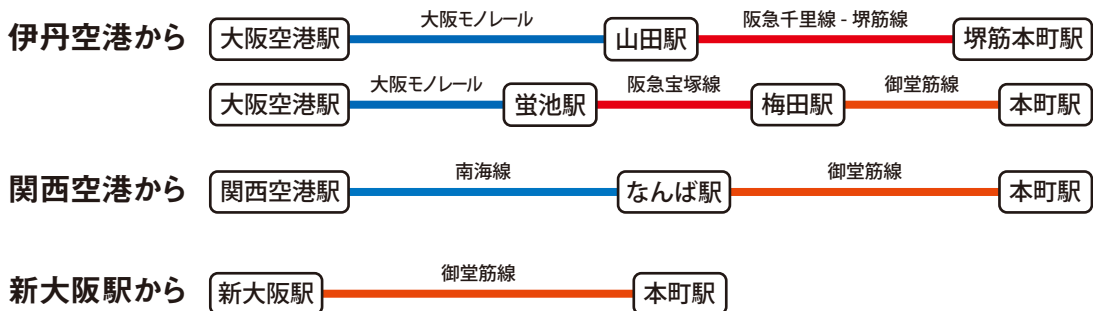 大阪モノレール 阪急千里線 - 堺筋線
伊丹空港から 大阪空港駅 山田駅 堺筋本町駅
大阪モノレール 阪急宝塚線 御堂筋線
大阪空港駅 蛍池駅 梅田駅 本町駅
南海線 御堂筋線
関西空港から 関西空港駅 なんば駅 本町駅
御堂筋線
新大阪駅から 新大阪駅 本町駅